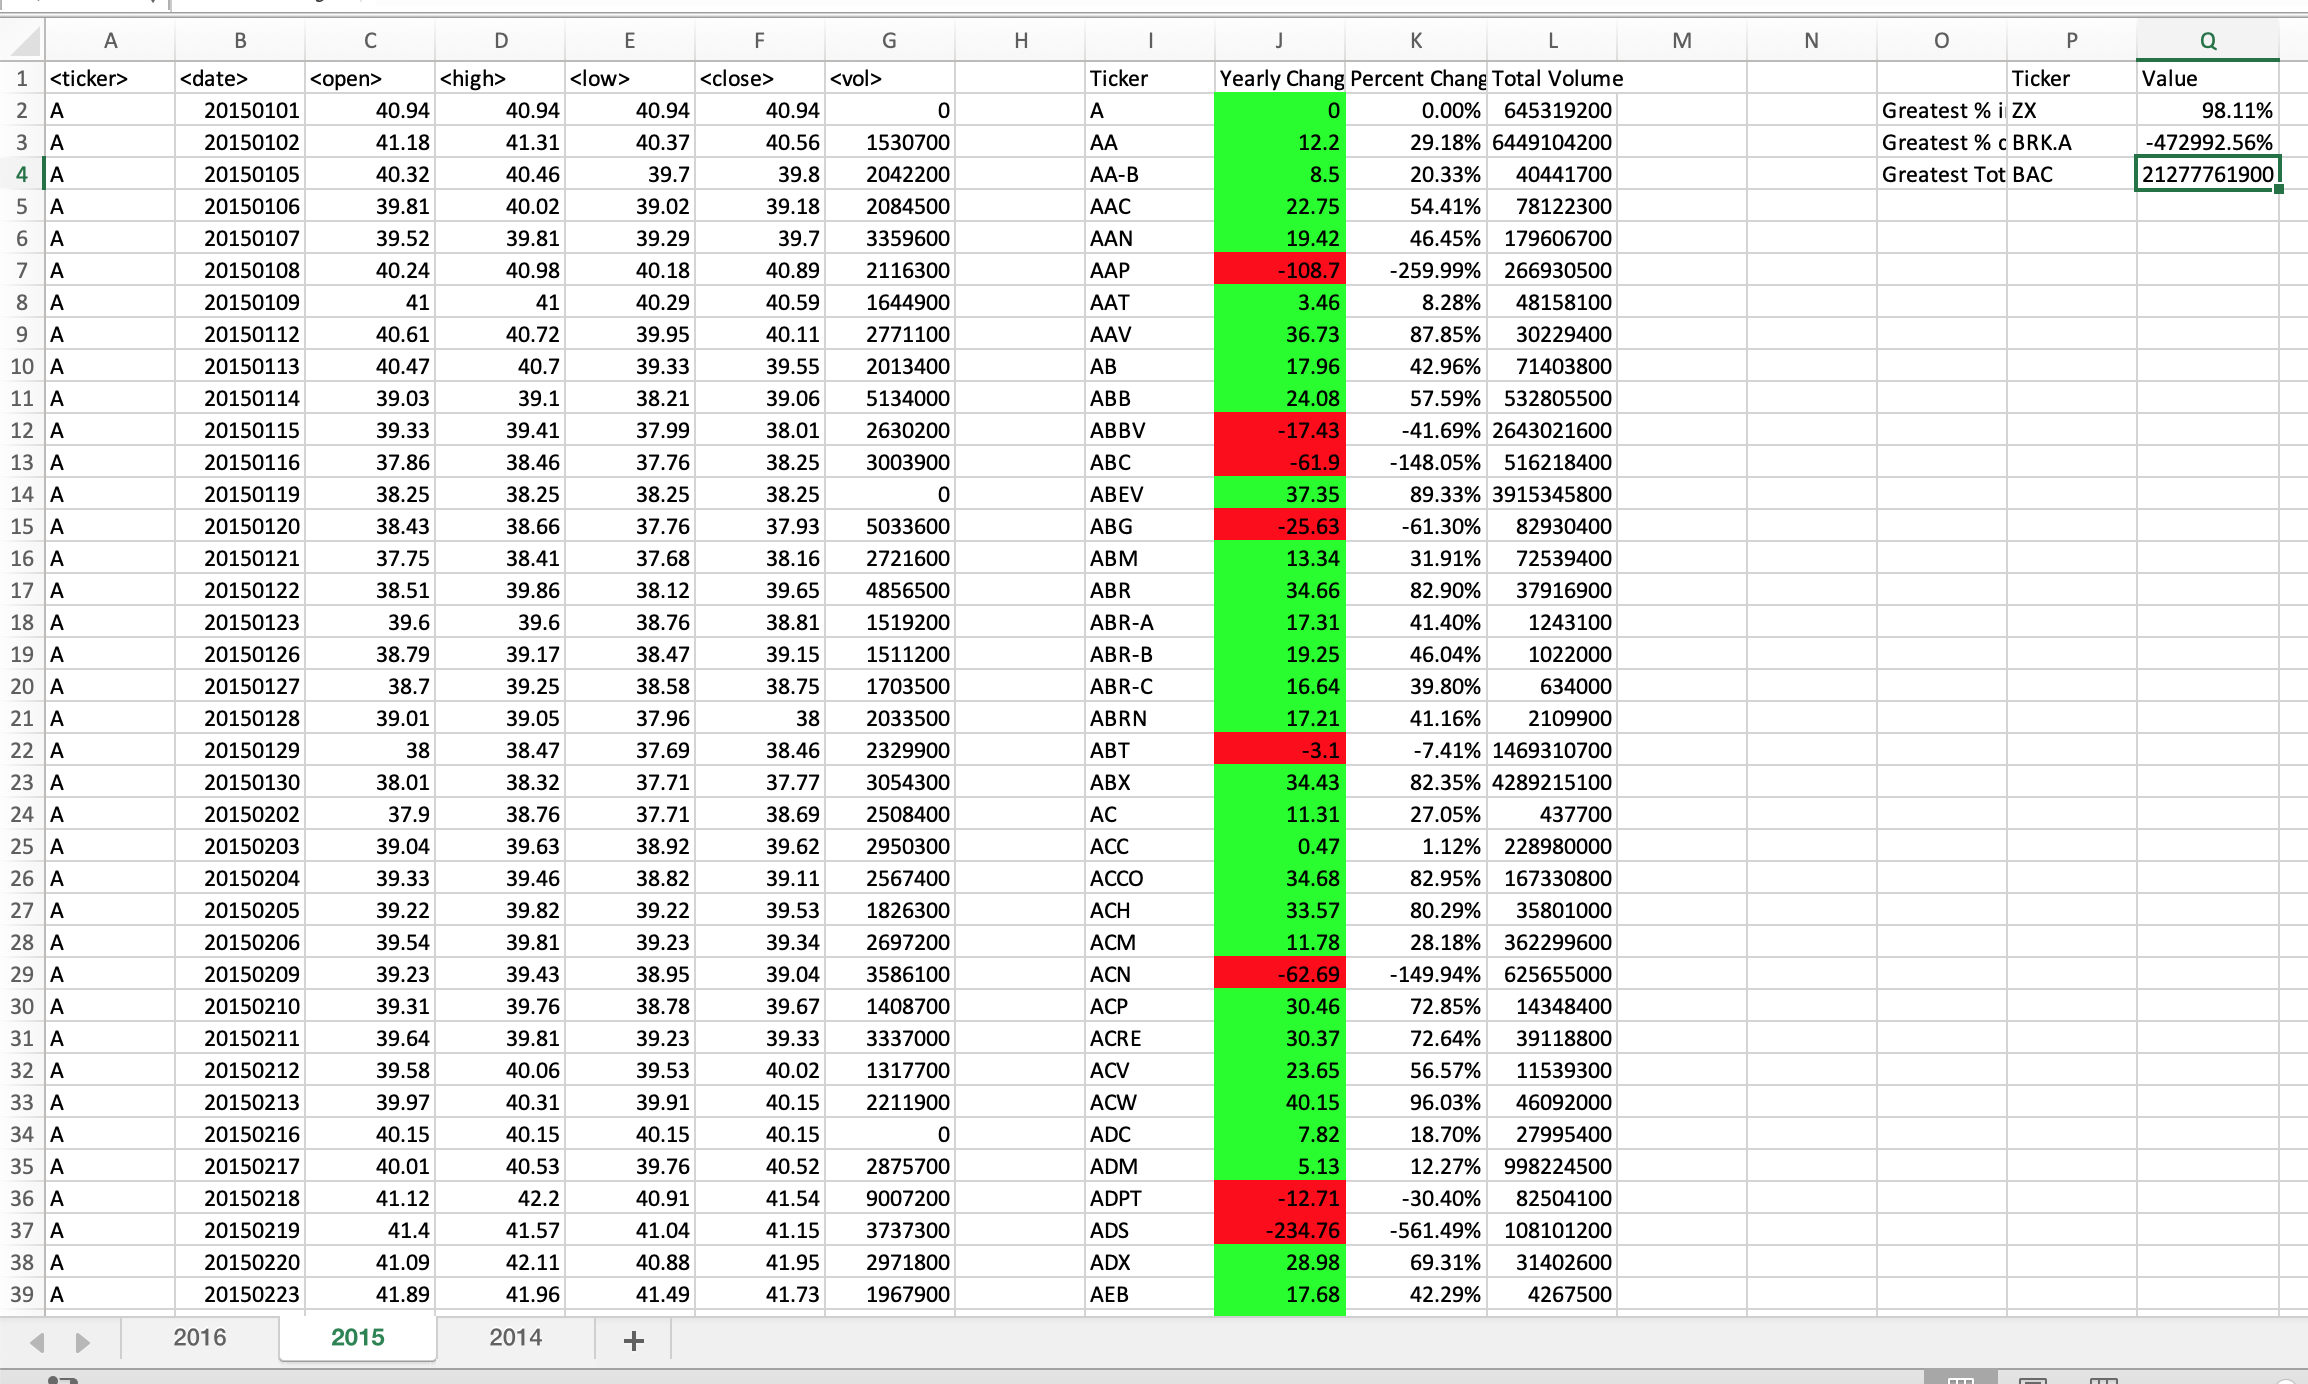 A B C D E F G H I J K L M N O P Q
1 <ticker> <date> <open> <high> <low> <close> <vol> Ticker Yearly Chang Percent Chang Total Volume Ticker Value
2 A 20150101 40.94 40.94 40.94 40.94 0 A 0 0.00% 645319200 Greatest % i ZX 98.11%
3 A 20150102 41.18 41.31 40.37 40.56 1530700 AA 12.2 29.18% 6449104200 Greatest % d BRK.A -472992.56%
4 A 20150105 40.32 40.46 39.7 39.8 2042200 AA-B 8.5 20.33% 40441700 Greatest Tot BAC 21277761900
5 A 20150106 39.81 40.02 39.02 39.18 2084500 AAC 22.75 54.41% 78122300
6 A 20150107 39.52 39.81 39.29 39.7 3359600 AAN 19.42 46.45% 179606700
7 A 20150108 40.24 40.98 40.18 40.89 2116300 AAP -108.7 -259.99% 266930500
8 A 20150109 41 41 40.29 40.59 1644900 AAT 3.46 8.28% 48158100
9 A 20150112 40.61 40.72 39.95 40.11 2771100 AAV 36.73 87.85% 30229400
10 A 20150113 40.47 40.7 39.33 39.55 2013400 AB 17.96 42.96% 71403800
11 A 20150114 39.03 39.1 38.21 39.06 5134000 ABB 24.08 57.59% 532805500
12 A 20150115 39.33 39.41 37.99 38.01 2630200 ABBV -17.43 -41.69% 2643021600
13 A 20150116 37.86 38.46 37.76 38.25 3003900 ABC -61.9 -148.05% 516218400
14 A 20150119 38.25 38.25 38.25 38.25 0 ABEV 37.35 89.33% 3915345800
15 A 20150120 38.43 38.66 37.76 37.93 5033600 ABG -25.63 -61.30% 82930400
16 A 20150121 37.75 38.41 37.68 38.16 2721600 ABM 13.34 31.91% 72539400
17 A 20150122 38.51 39.86 38.12 39.65 4856500 ABR 34.66 82.90% 37916900
18 A 20150123 39.6 39.6 38.76 38.81 1519200 ABR-A 17.31 41.40% 1243100
19 A 20150126 38.79 39.17 38.47 39.15 1511200 ABR-B 19.25 46.04% 1022000
20 A 20150127 38.7 39.25 38.58 38.75 1703500 ABR-C 16.64 39.80% 634000
21 A 20150128 39.01 39.05 37.96 38 2033500 ABRN 17.21 41.16% 2109900
22 A 20150129 38 38.47 37.69 38.46 2329900 ABT -3.1 -7.41% 1469310700
23 A 20150130 38.01 38.32 37.71 37.77 3054300 ABX 34.43 82.35% 4289215100
24 A 20150202 37.9 38.76 37.71 38.69 2508400 AC 11.31 27.05% 437700
25 A 20150203 39.04 39.63 38.92 39.62 2950300 ACC 0.47 1.12% 228980000
26 A 20150204 39.33 39.46 38.82 39.11 2567400 ACCO 34.68 82.95% 167330800
27 A 20150205 39.22 39.82 39.22 39.53 1826300 ACH 33.57 80.29% 35801000
28 A 20150206 39.54 39.81 39.23 39.34 2697200 ACM 11.78 28.18% 362299600
29 A 20150209 39.23 39.43 38.95 39.04 3586100 ACN -62.69 -149.94% 625655000
30 A 20150210 39.31 39.76 38.78 39.67 1408700 ACP 30.46 72.85% 14348400
31 A 20150211 39.64 39.81 39.23 39.33 3337000 ACRE 30.37 72.64% 39118800
32 A 20150212 39.58 40.06 39.53 40.02 1317700 ACV 23.65 56.57% 11539300
33 A 20150213 39.97 40.31 39.91 40.15 2211900 ACW 40.15 96.03% 46092000
34 A 20150216 40.15 40.15 40.15 40.15 0 ADC 7.82 18.70% 27995400
35 A 20150217 40.01 40.53 39.76 40.52 2875700 ADM 5.13 12.27% 998224500
36 A 20150218 41.12 42.2 40.91 41.54 9007200 ADPT -12.71 -30.40% 82504100
37 A 20150219 41.4 41.57 41.04 41.15 3737300 ADS -234.76 -561.49% 108101200
38 A 20150220 41.09 42.11 40.88 41.95 2971800 ADX 28.98 69.31% 31402600
39 A 20150223 41.89 41.96 41.49 41.73 1967900 AEB 17.68 42.29% 4267500
2016 2015 2014 +